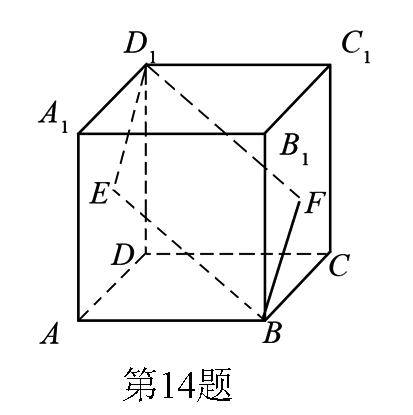 D₁ C₁
A₁ B₁
E F
D C
A B
第14题